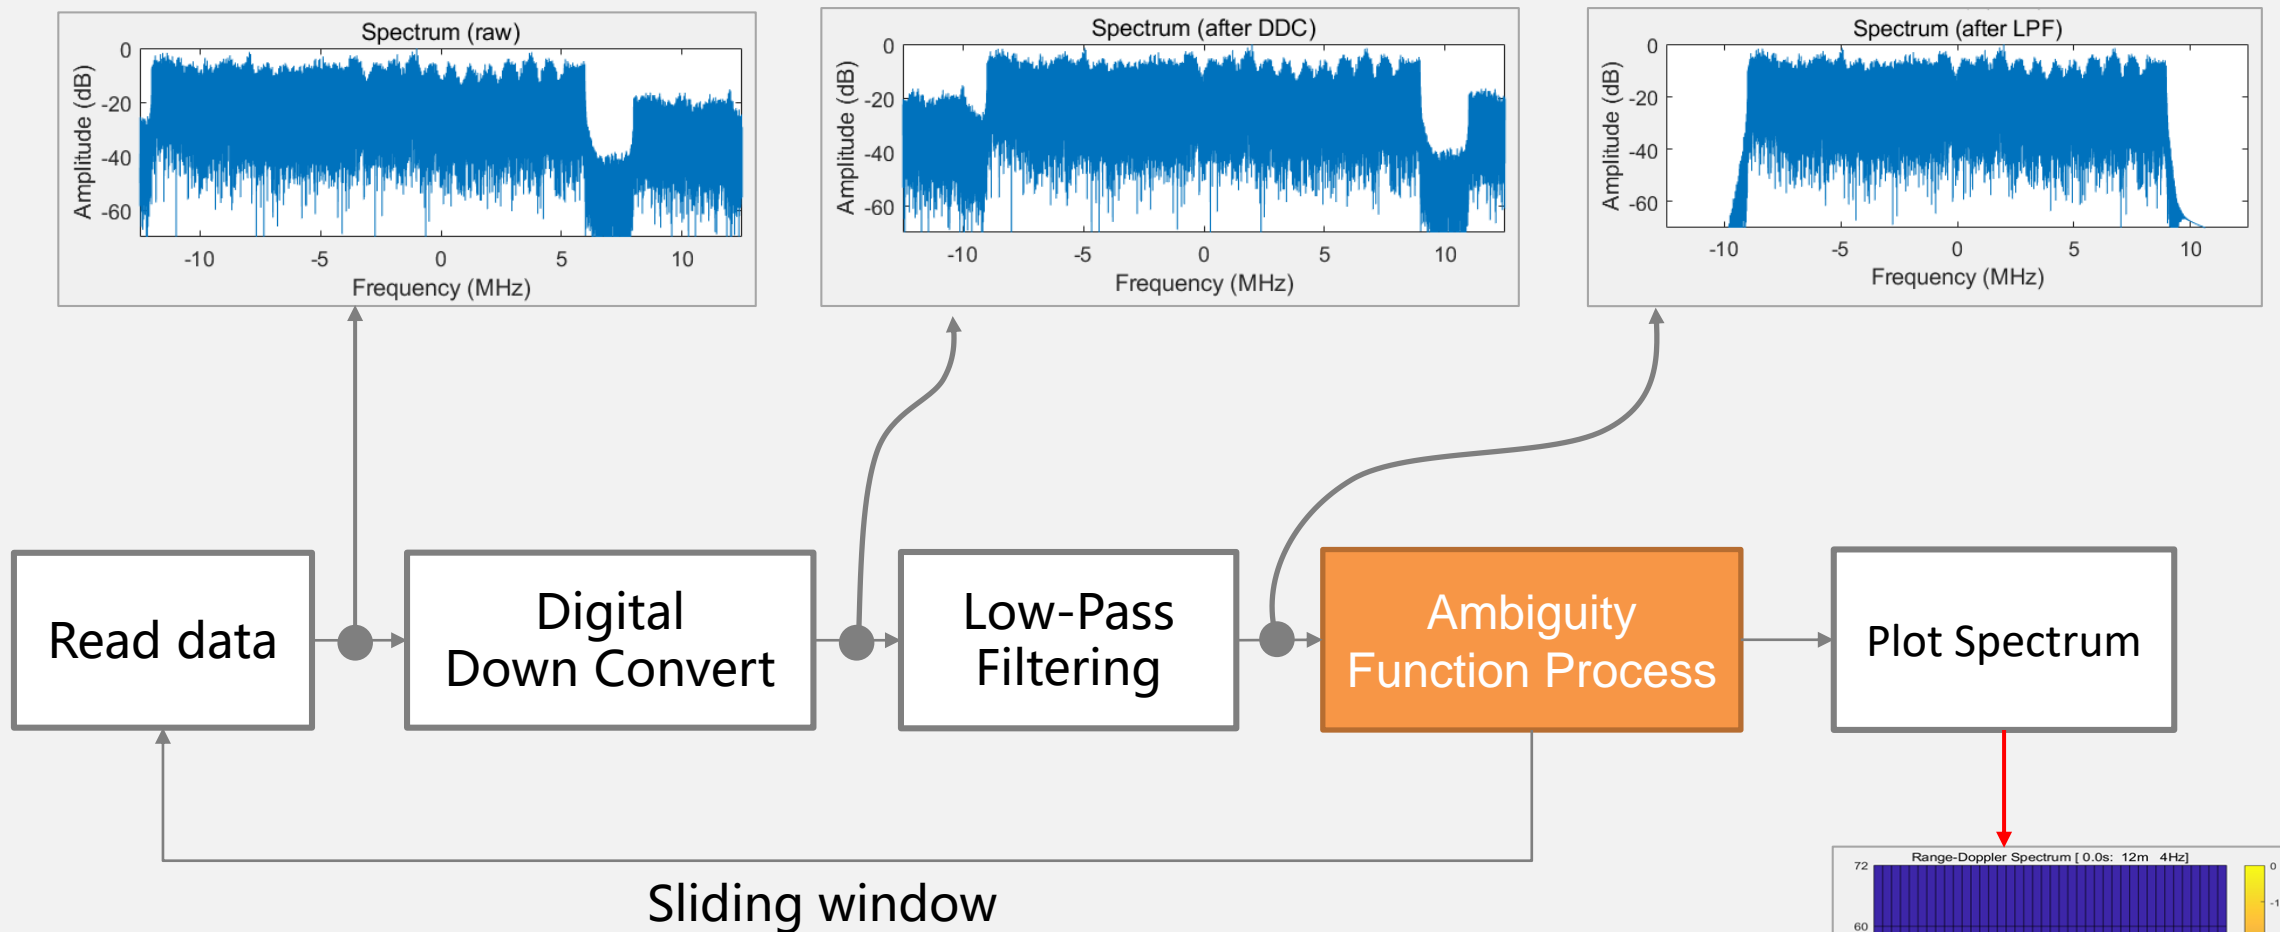 Spectrum (raw)
Amplitude (dB)
0
-20
-40
-60
-10 -5 0 5 10
Frequency (MHz)
Spectrum (after DDC)
Amplitude (dB)
0
-20
-40
-60
-10 -5 0 5 10
Frequency (MHz)
Spectrum (after LPF)
Amplitude (dB)
0
-20
-40
-60
-10 -5 0 5 10
Frequency (MHz)
Read data
Digital
Down Convert
Low-Pass
Filtering
Ambiguity
Function Process
Plot Spectrum
Sliding window
Range-Doppler Spectrum [ 0.0s: 12m 4Hz]
72
60
0